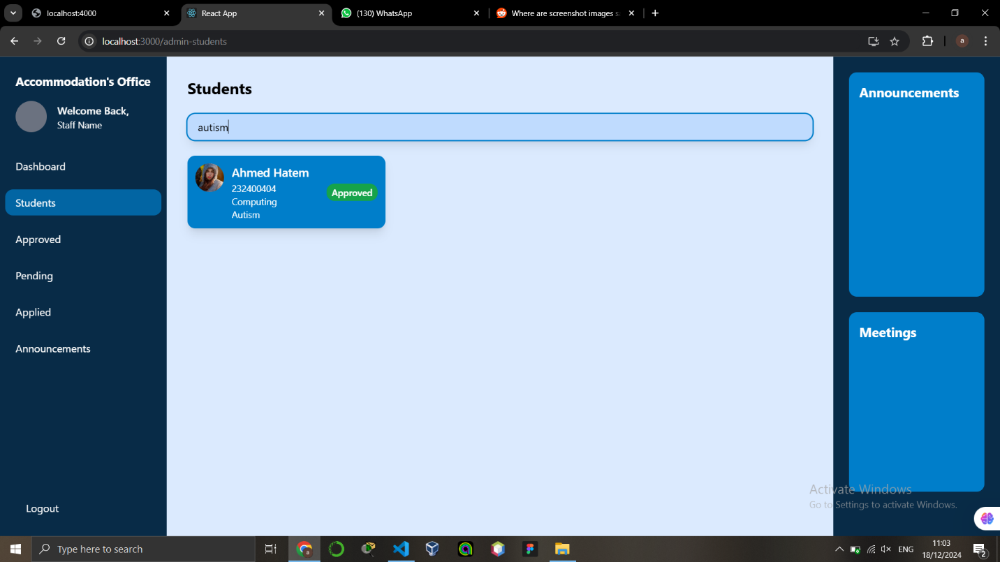 localhost:4000
React App
(130) WhatsApp
Where are screenshot images s
localhost:3000/admin-students
a
Accommodation's Office
Welcome Back,
Staff Name
Dashboard
Students
Approved
Pending
Applied
Announcements
Logout
Students
autism
Ahmed Hatem
232400404
Computing
Autism
Approved
Announcements
Meetings
Activate Windows
Go to Settings to activate Windows.
Type here to search
ENG
11:03
18/12/2024
2